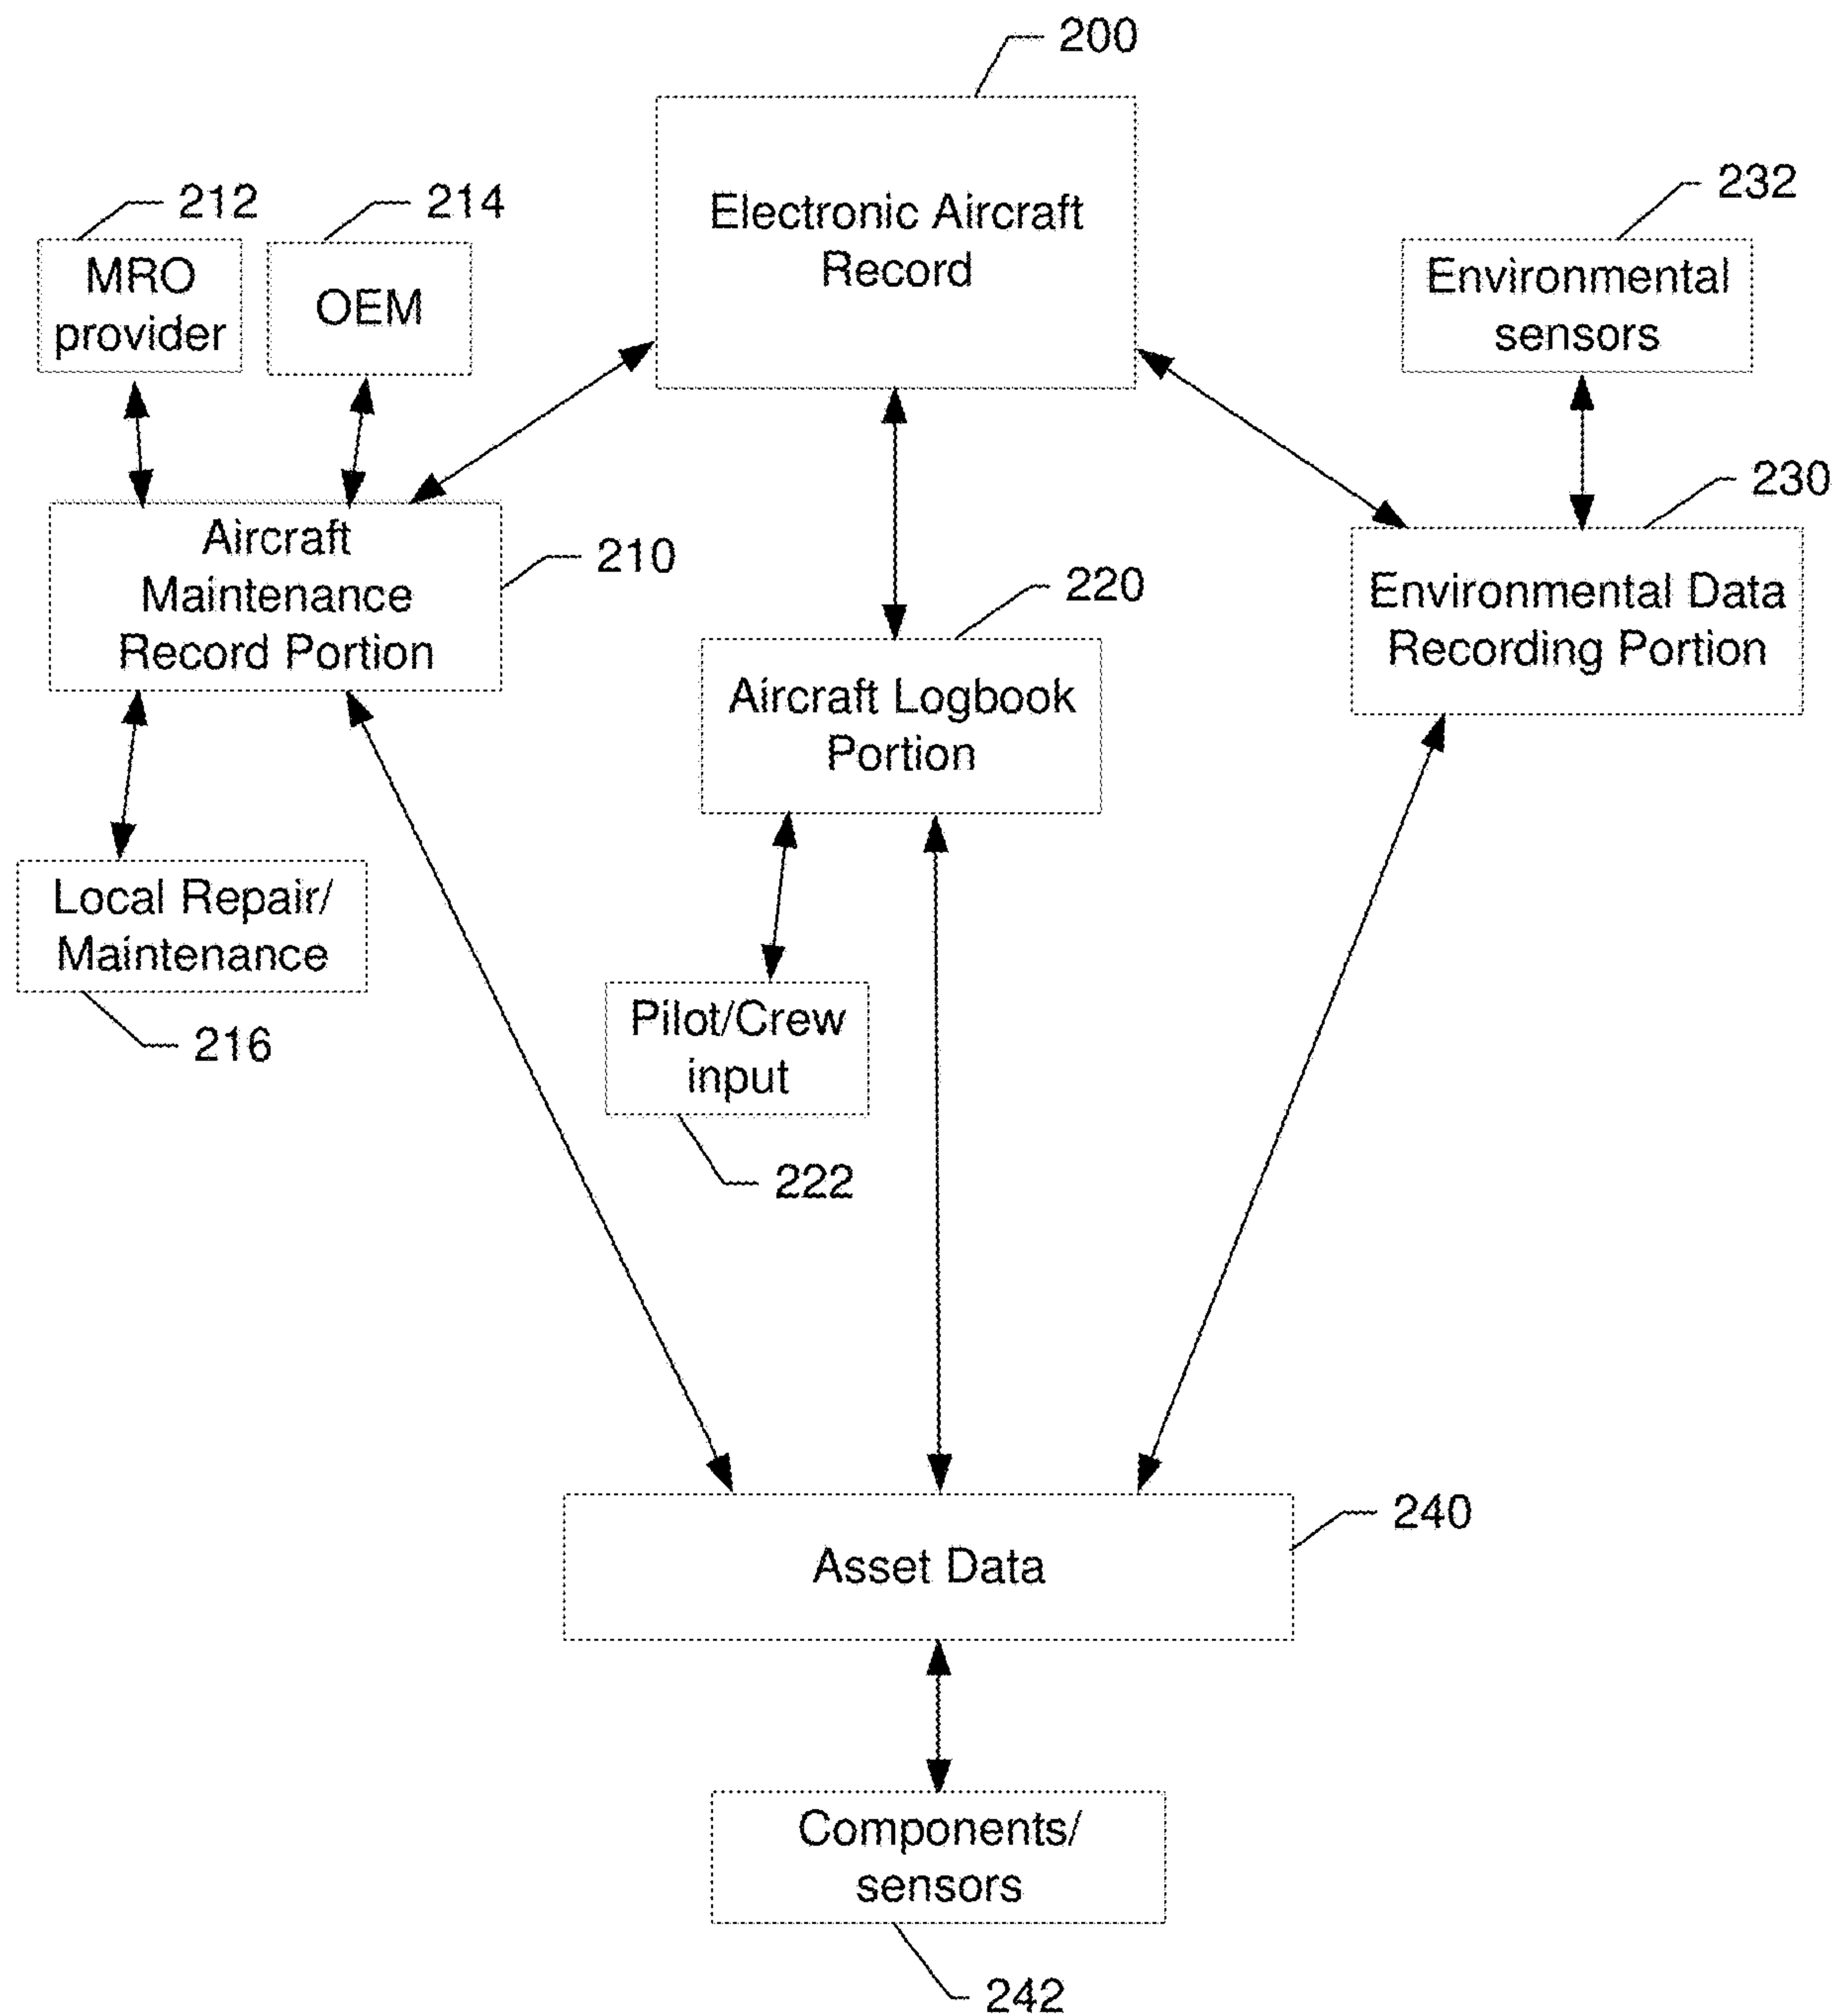 200
Electronic Aircraft
Record
212
MRO
provider
214
OEM
232
Environmental
sensors
Aircraft
Maintenance
Record Portion
210
220
Aircraft Logbook
Portion
230
Environmental Data
Recording Portion
Local Repair/
Maintenance
216
Pilot/Crew
input
222
240
Asset Data
Components/
sensors
242